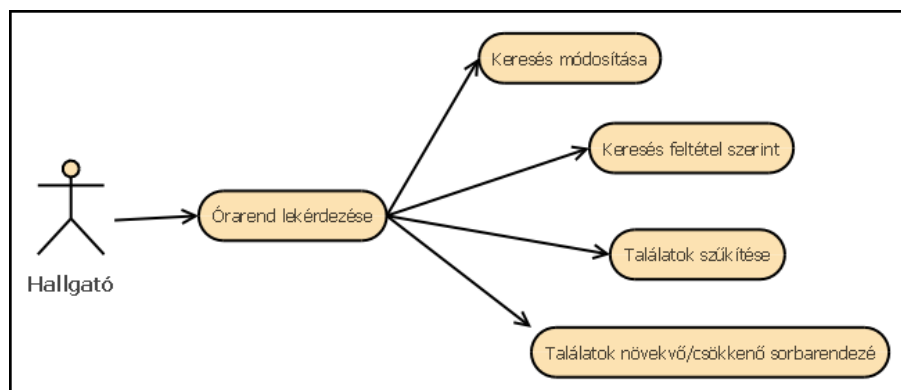 Keresés módosítása
Keresés feltétel szerint
Órarend lekérdezése
Találatok szűkítése
Hallgató
Találatok növekvő/csökkenő sorbarendezé